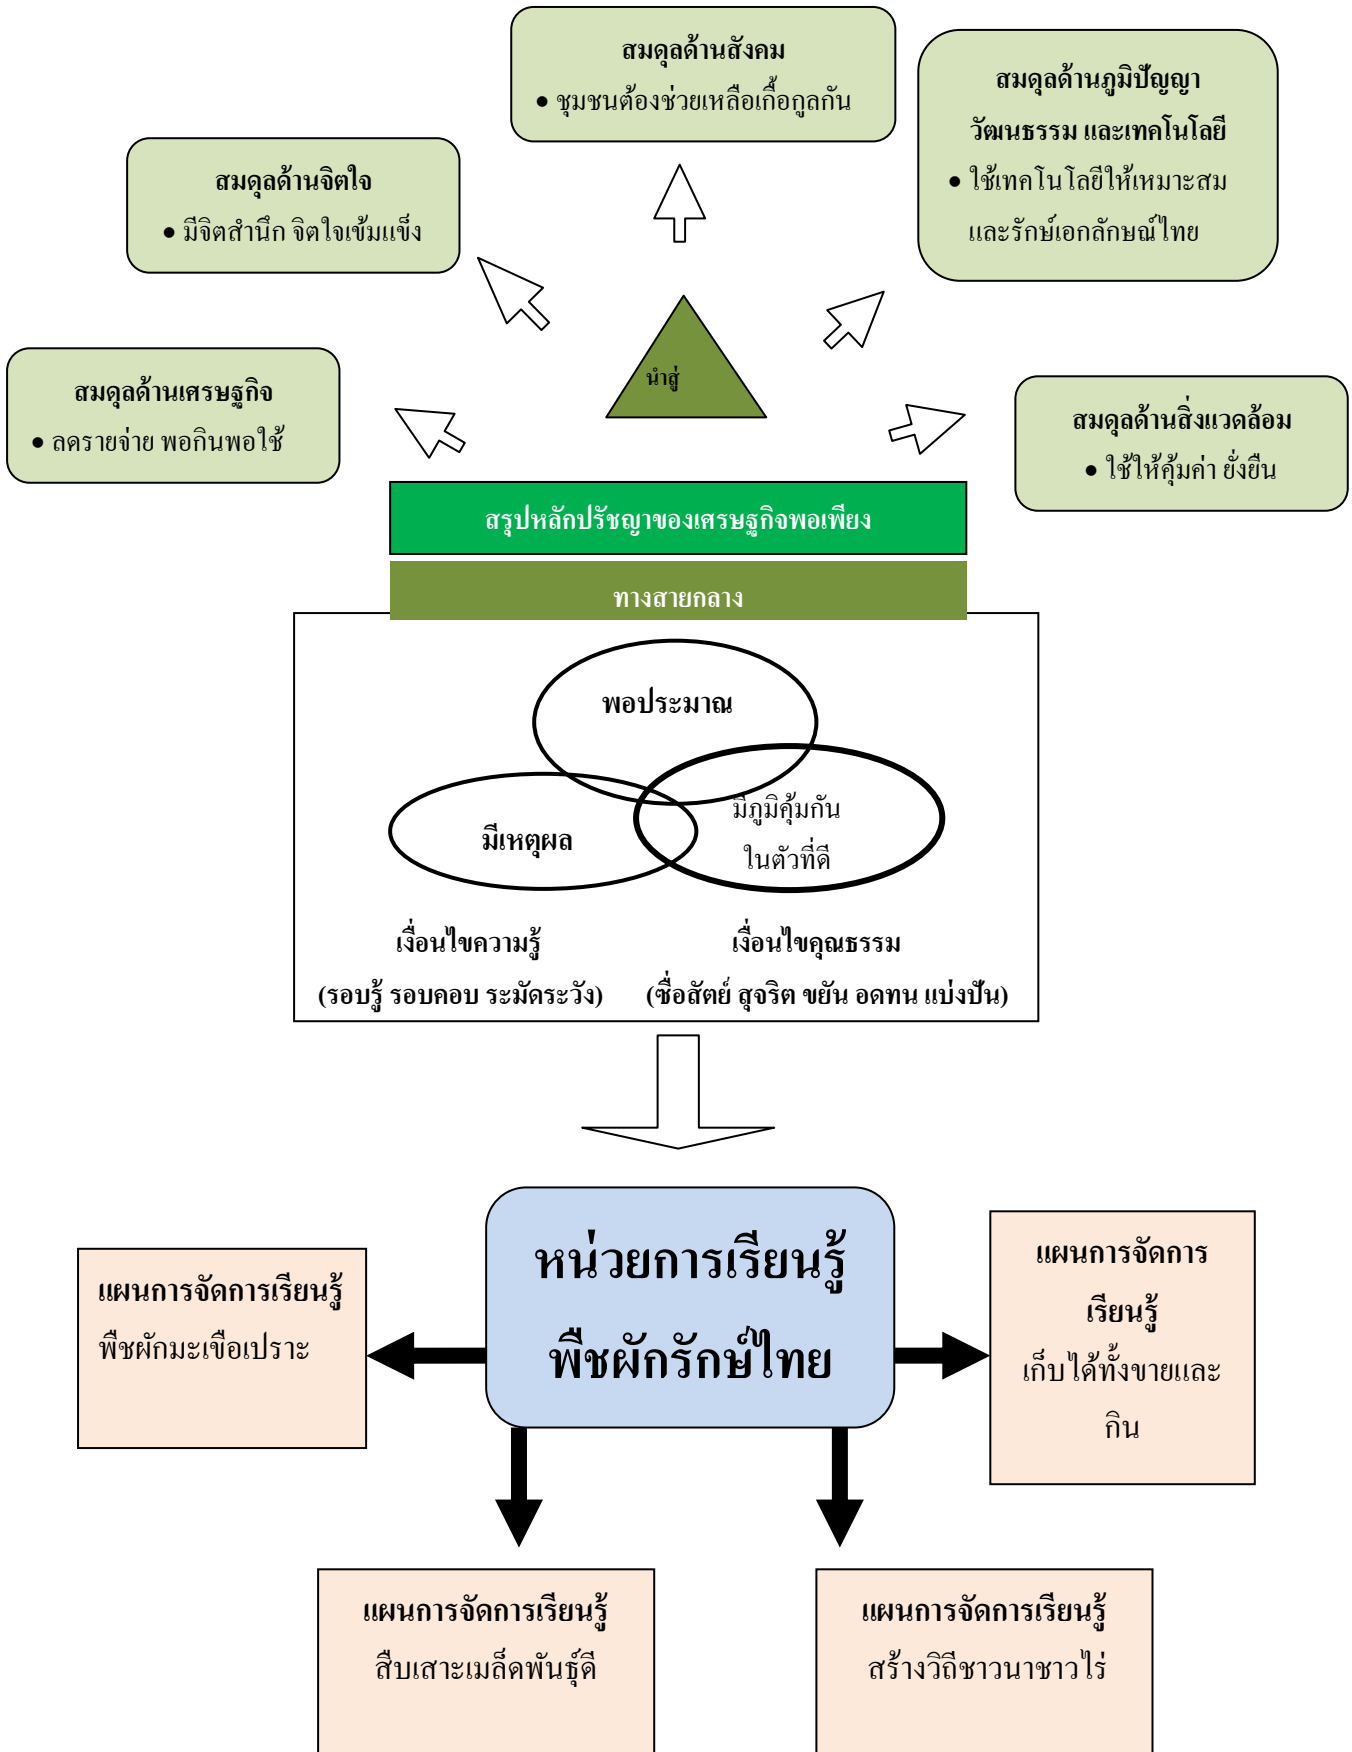 สมดุลด้านสังคม
• ชุมชนต้องช่วยเหลือเกื้อกูลกัน
สมดุลด้านภูมิปัญญา
วัฒนธรรม และเทคโนโลยี
• ใช้เทคโนโลยีให้เหมาะสม
และรักษ์เอกลักษณ์ไทย
สมดุลด้านจิตใจ
• มีจิตสำนึก จิตใจเข้มแข็ง
นำสู่
สมดุลด้านเศรษฐกิจ
• ลดรายจ่าย พอกินพอใช้
สมดุลด้านสิ่งแวดล้อม
• ใช้ให้คุ้มค่า ยั่งยืน
สรุปหลักปรัชญาของเศรษฐกิจพอเพียง
ทางสายกลาง
พอประมาณ
มีเหตุผล
มีภูมิคุ้มกัน
ในตัวที่ดี
เงื่อนไขความรู้
(รอบรู้ รอบคอบ ระมัดระวัง)
เงื่อนไขคุณธรรม
(ซื่อสัตย์ สุจริต ขยัน อดทน แบ่งปัน)
หน่วยการเรียนรู้
พืชผักรักษ์ไทย
แผนการจัดการเรียนรู้
พืชผักมะเขือเปราะ
แผนการจัดการ
เรียนรู้
เก็บได้ทั้งขายและ
กิน
แผนการจัดการเรียนรู้
สืบเสาะเมล็ดพันธุ์ดี
แผนการจัดการเรียนรู้
สร้างวิถีชาวนาชาวไร่